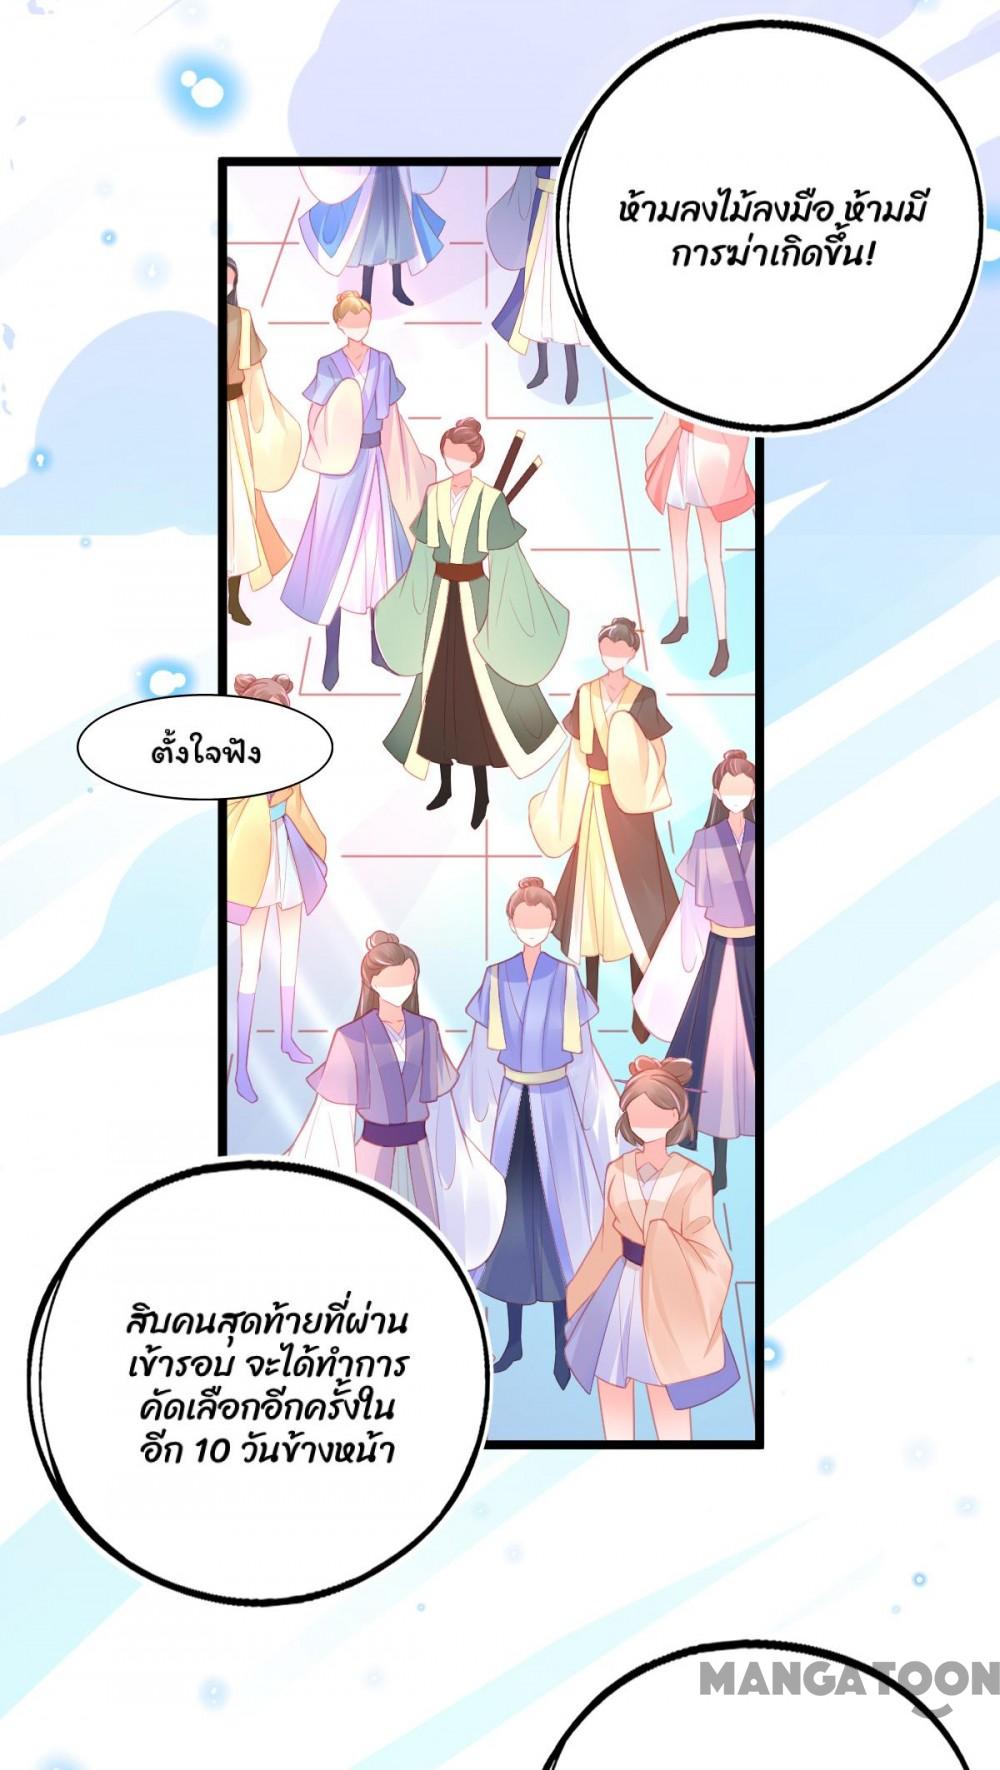 ห้ามลงไม้ลงมือ ห้ามมี
การฆ่าเกิดขึ้น!
ตั้งใจฟัง
สิบคนสุดท้ายที่ผ่าน
เข้ารอบ จะได้ทำการ
คัดเลือกอีกครั้งใน
อีก 10 วันข้างหน้า
MANGATOON